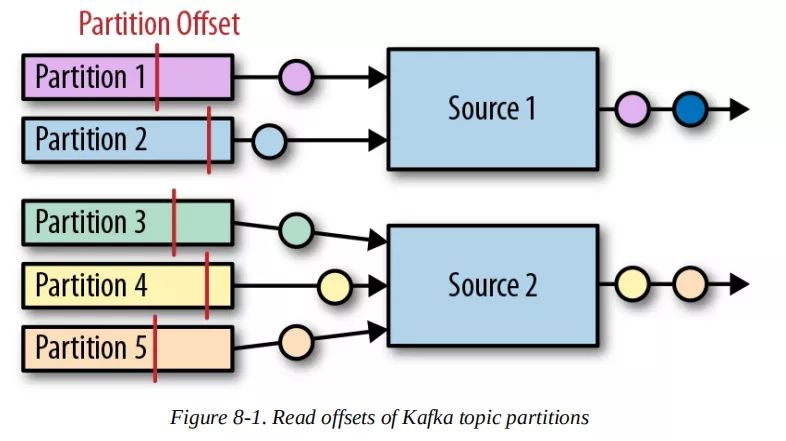 Partition Offset
Partition 1
Partition 2
Source 1
Partition 3
Partition 4
Partition 5
Source 2
Figure 8-1. Read offsets of Kafka topic partitions